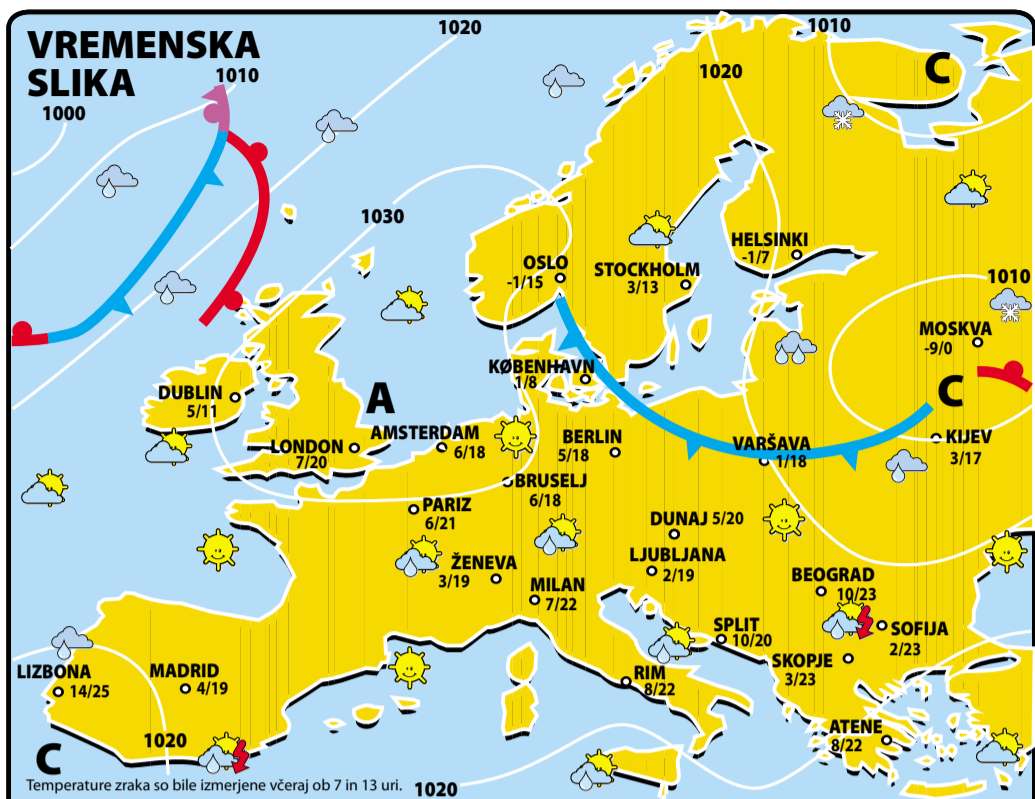 VREMENSKA
SLIKA
1000
1010
1020
1010
1020
C
1030
HELSINKI
-1/7
OSLO
-1/15
STOCKHOLM
3/13
1010
MOSKVA
-9/0
KØBENHAVN
1/8
DUBLIN
5/11
A
C
LONDON
7/20
AMSTERDAM
6/18
BERLIN
5/18
VARŠAVA
1/18
KIJEV
3/17
BRUSELJ
6/18
PARIZ
6/21
DUNAJ 5/20
LJUBLJANA
2/19
ŽENEVA
3/19
MILAN
7/22
BEOGRAD
10/23
SPLIT
10/20
SOFIJA
2/23
SKOPJE
3/23
LIZBONA
14/25
MADRID
4/19
RIM
8/22
ATENE
8/22
1020
C
Temperature zraka so bile izmerjene včeraj ob 7 in 13 uri.
1020